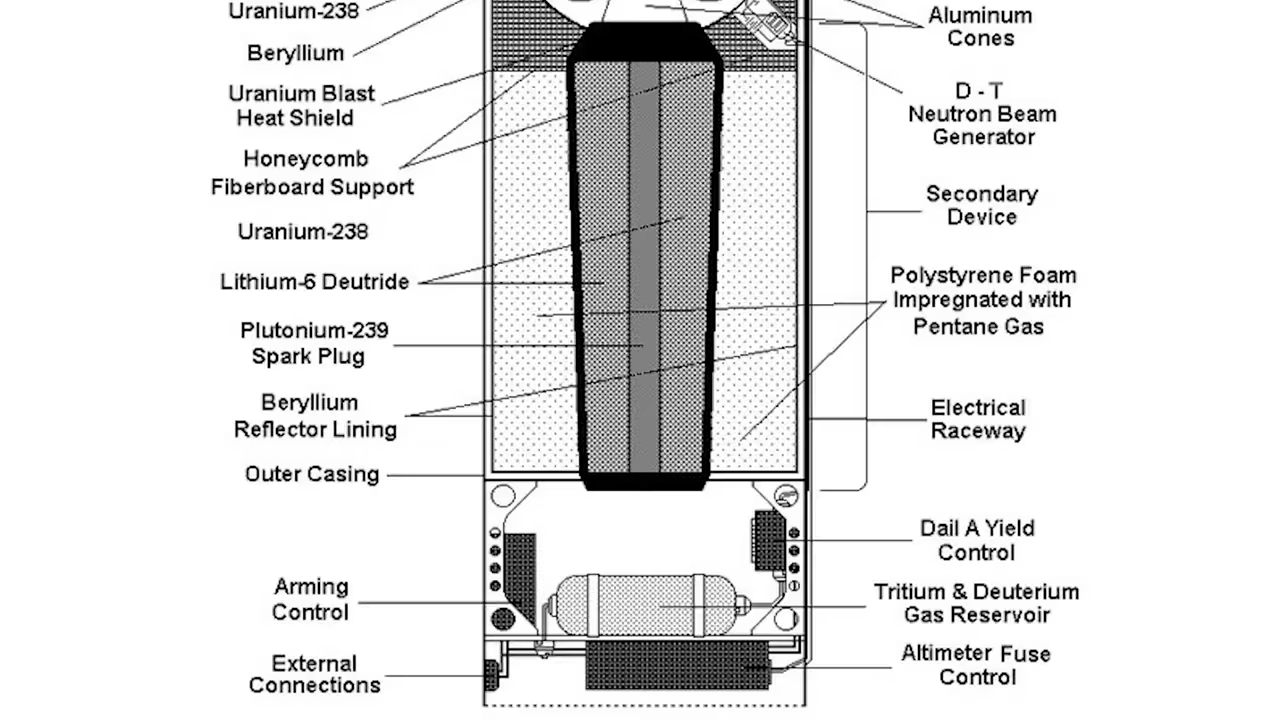 Uranium-238
Beryllium
Uranium Blast
Heat Shield
Honeycomb
Fiberboard Support
Uranium-238
Lithium-6 Deutride
Plutonium-239
Spark Plug
Beryllium
Reflector Lining
Outer Casing
Arming
Control
External
Connections
Aluminum
Cones
D - T
Neutron Beam
Generator
Secondary
Device
Polystyrene Foam
Impregnated with
Pentane Gas
Electrical
Raceway
Dail A Yield
Control
Tritium & Deuterium
Gas Reservoir
Altimeter Fuse
Control